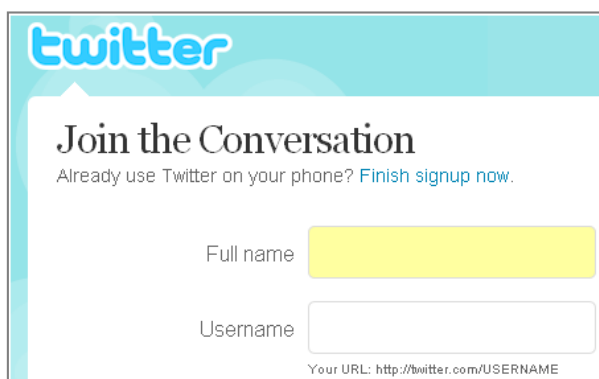 twitter
Join the Conversation
Already use Twitter on your phone? Finish signup now.
Full name
Username
Your URL: http://twitter.com/USERNAME